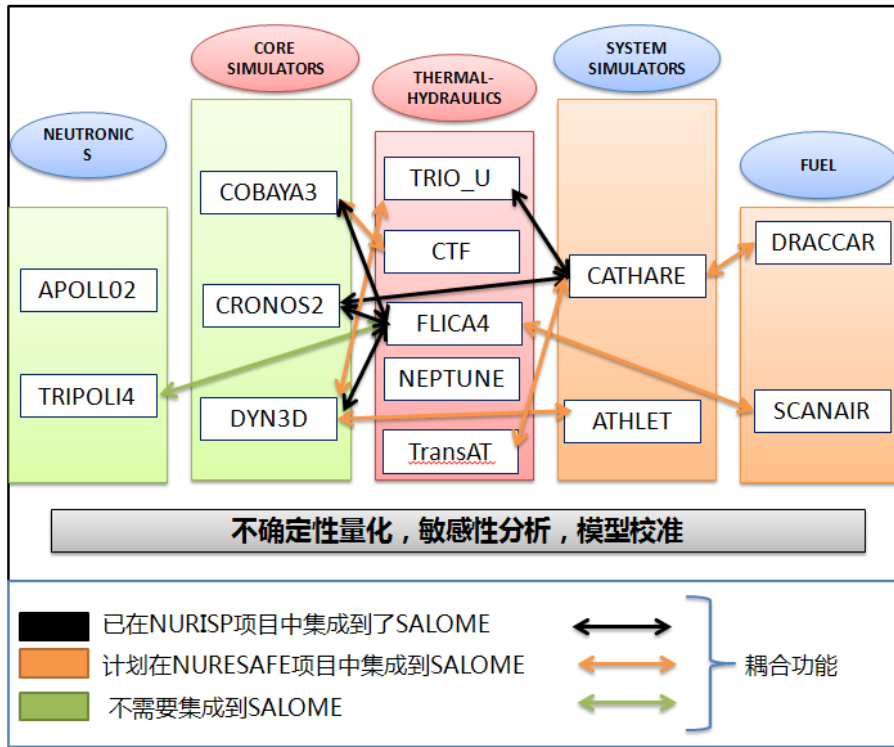 CORE
SIMULATORS
SYSTEM
SIMULATORS
THERMAL-
HYDRAULICS
NEUTRONIC
S
FUEL
COBAYA3
TRIO_U
DRACCAR
CTF
CATHARE
APOLL02
CRONOS2
FLICA4
NEPTUNE
TRIPOLI4
DYN3D
ATHLET
SCANAIR
TransAT
不确定性量化，敏感性分析，模型校准
已在NURISP项目中集成到了SALOME
计划在NURESAFE项目中集成到SALOME
耦合功能
不需要集成到SALOME